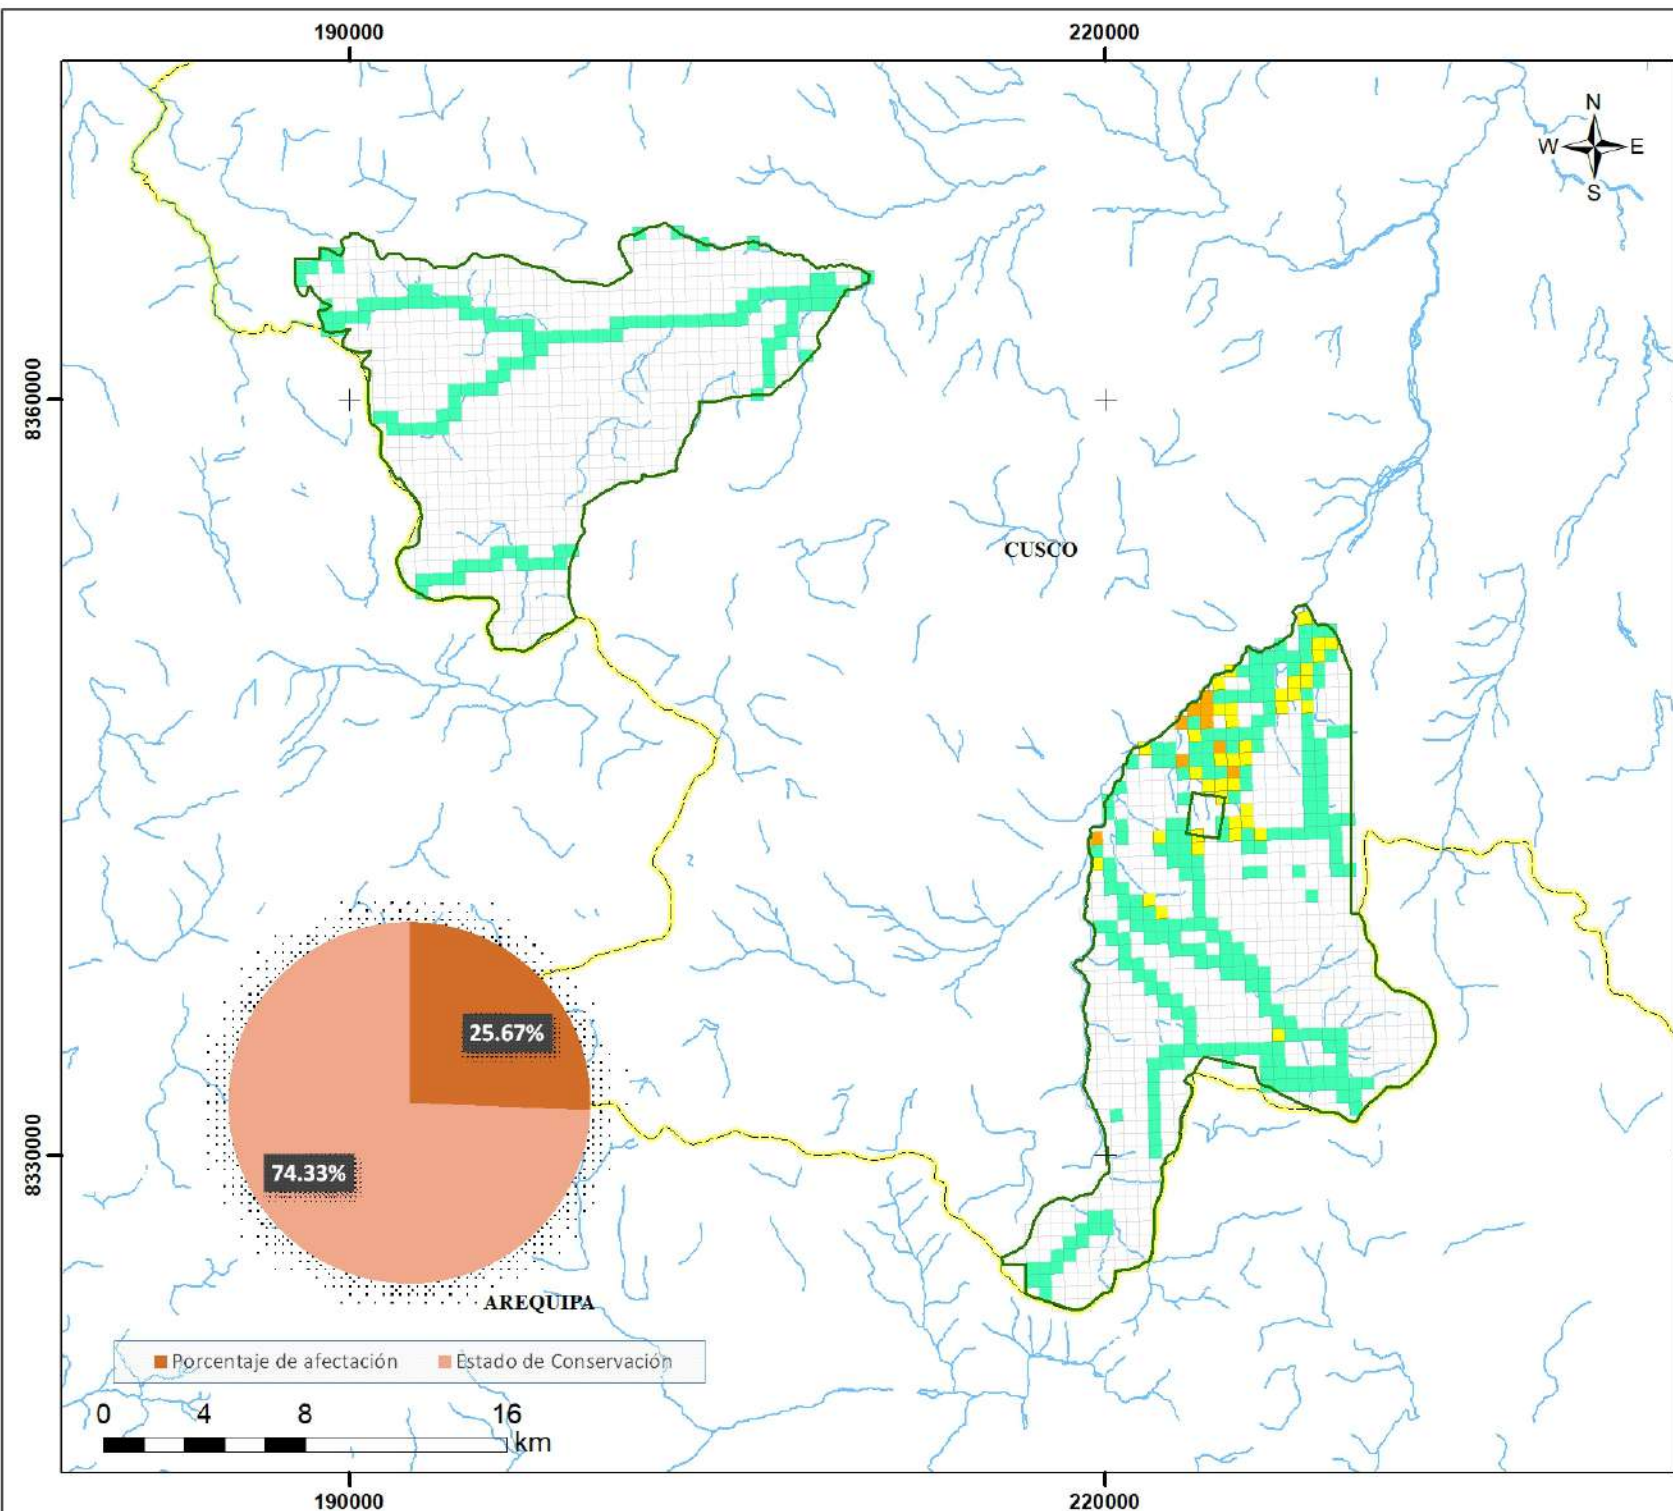 190000 220000
N
W E
S
8360000
CUSCO
25.67%
8330000
74.33%
AREQUIPA
Porcentaje de afectación Estado de Conservación
0 4 8 16
km
190000 220000